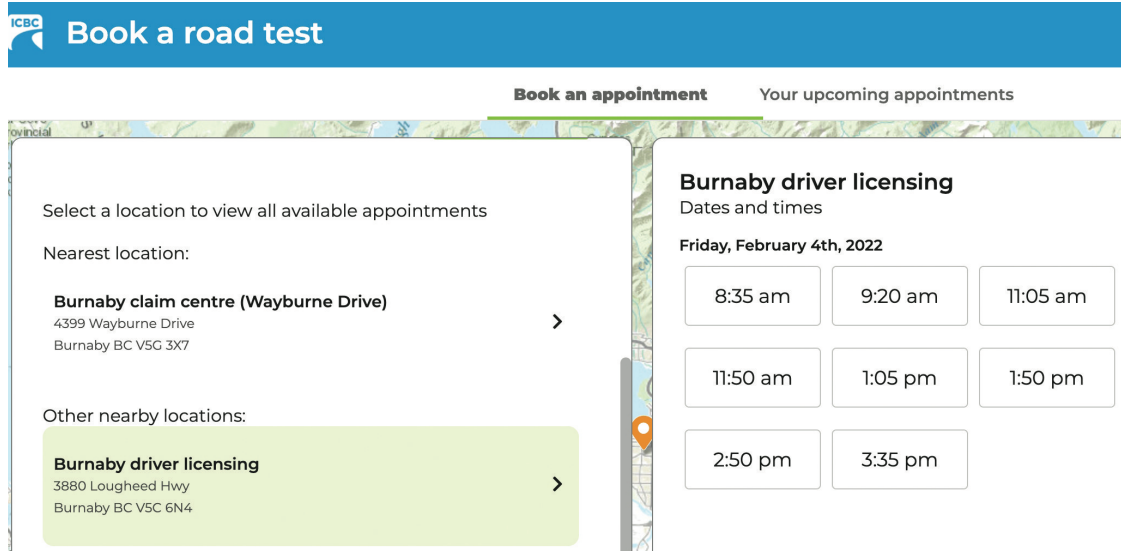 ICBC
Book a road test
Book an appointment
Your upcoming appointments
ovincial
Select a location to view all available appointments
Nearest location:
Burnaby claim centre (Wayburne Drive)
4399 Wayburne Drive
Burnaby BC V5G 3X7
Other nearby locations:
Burnaby driver licensing
3880 Lougheed Hwy
Burnaby BC V5C 6N4
Burnaby driver licensing
Dates and times
Friday, February 4th, 2022
8:35 am
9:20 am
11:05 am
11:50 am
1:05 pm
1:50 pm
2:50 pm
3:35 pm